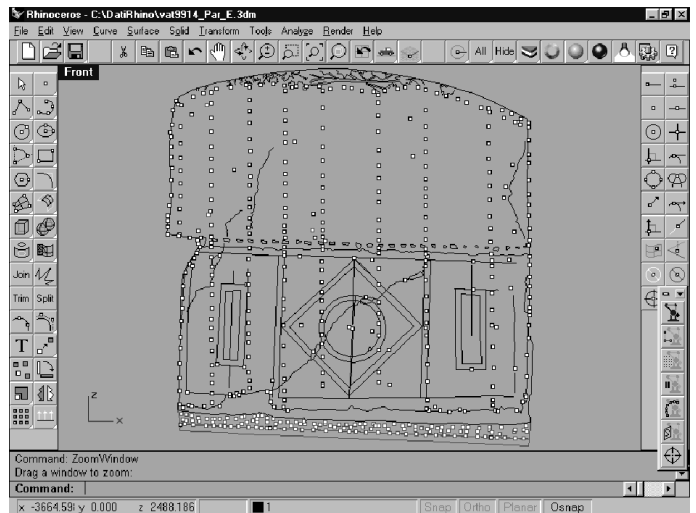 Rhinoceros - C:\DatiRhino\vat9914_Par_E.3dm
File Edit View Curve Surface Solid Transform Tools Analyze Render Help
All Hide
Front
Join
Trim Split
T
z
x
Command: ZoomWindow
Drag a window to zoom:
Command:
x -3664.59 y 0.000 z 2488.186 1 Snap Ortho Planar Osnap